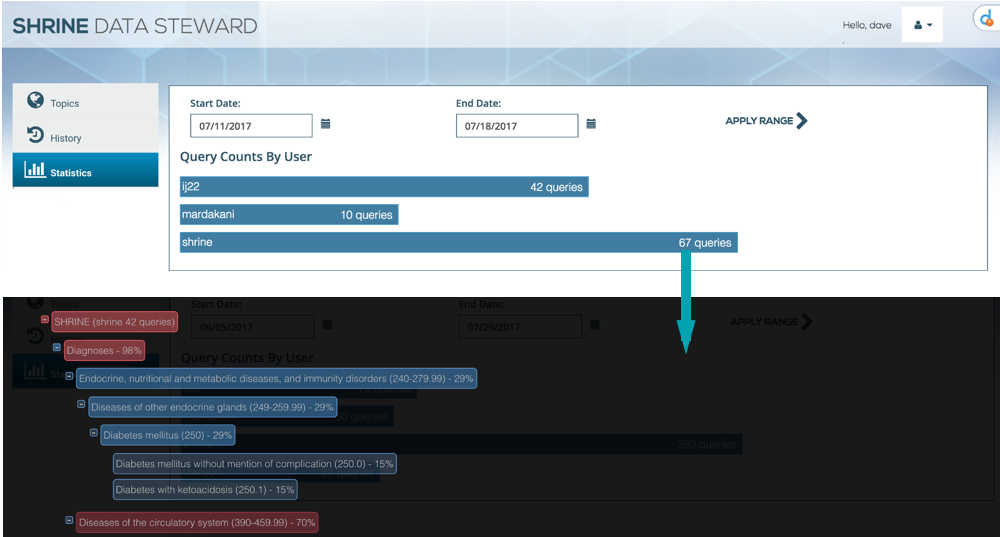 SHRINE DATA STEWARD
Hello, dave
Topics
History
Statistics
Start Date:
End Date:
07/11/2017
07/18/2017
APPLY RANGE
Query Counts By User
ij22 42 queries
mardakani 10 queries
shrine 67 queries
Topics
Start Date:
End Date:
06/05/2017
07/29/2017
APPLY RANGE
SHRINE (shrine 42 queries)
Query Counts By User
Diagnoses - 98%
Endocrine, nutritional and metabolic diseases, and immunity disorders (240-279.99) - 29%
Diseases of other endocrine glands (249-259.99) - 29%
queries
Diabetes mellitus (250) - 29%
380 queries
Diabetes mellitus without mention of complication (250.0) - 15%
Diabetes with ketoacidosis (250.1) - 15%
Diseases of the circulatory system (390-459.99) - 70%